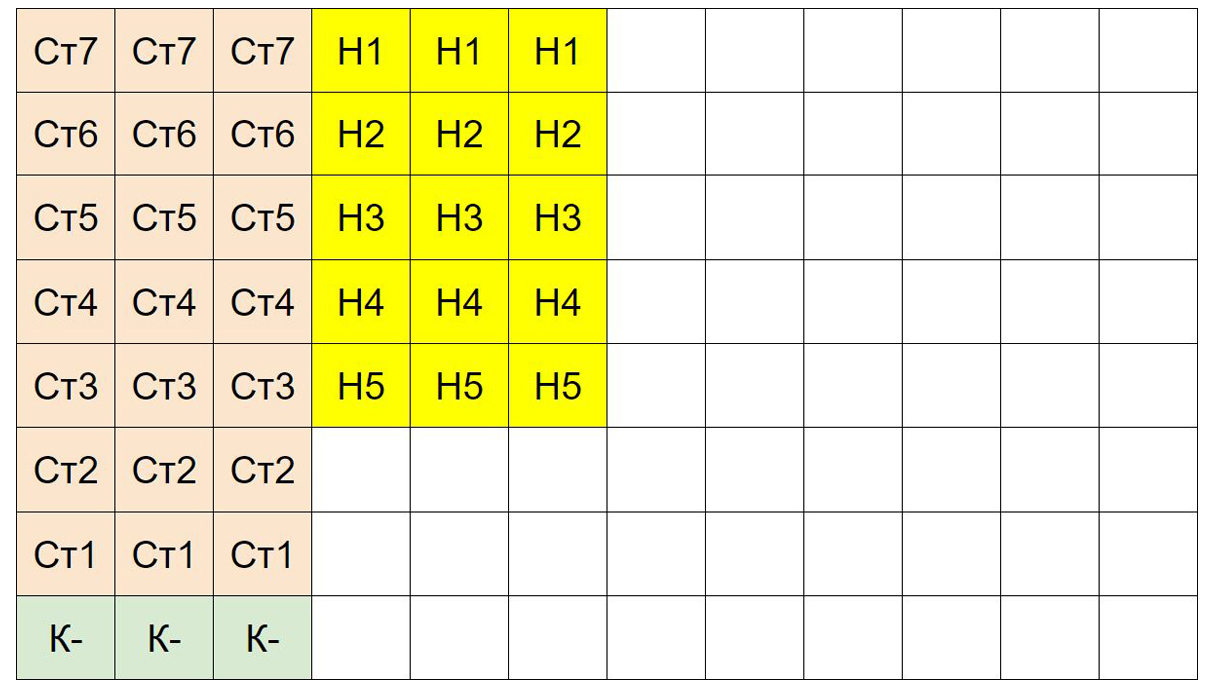 Ст7 Ст7 Ст7 Н1 Н1 Н1
Ст6 Ст6 Ст6 Н2 Н2 Н2
Ст5 Ст5 Ст5 Н3 Н3 Н3
Ст4 Ст4 Ст4 Н4 Н4 Н4
Ст3 Ст3 Ст3 Н5 Н5 Н5
Ст2 Ст2 Ст2
Ст1 Ст1 Ст1
К- К- К-